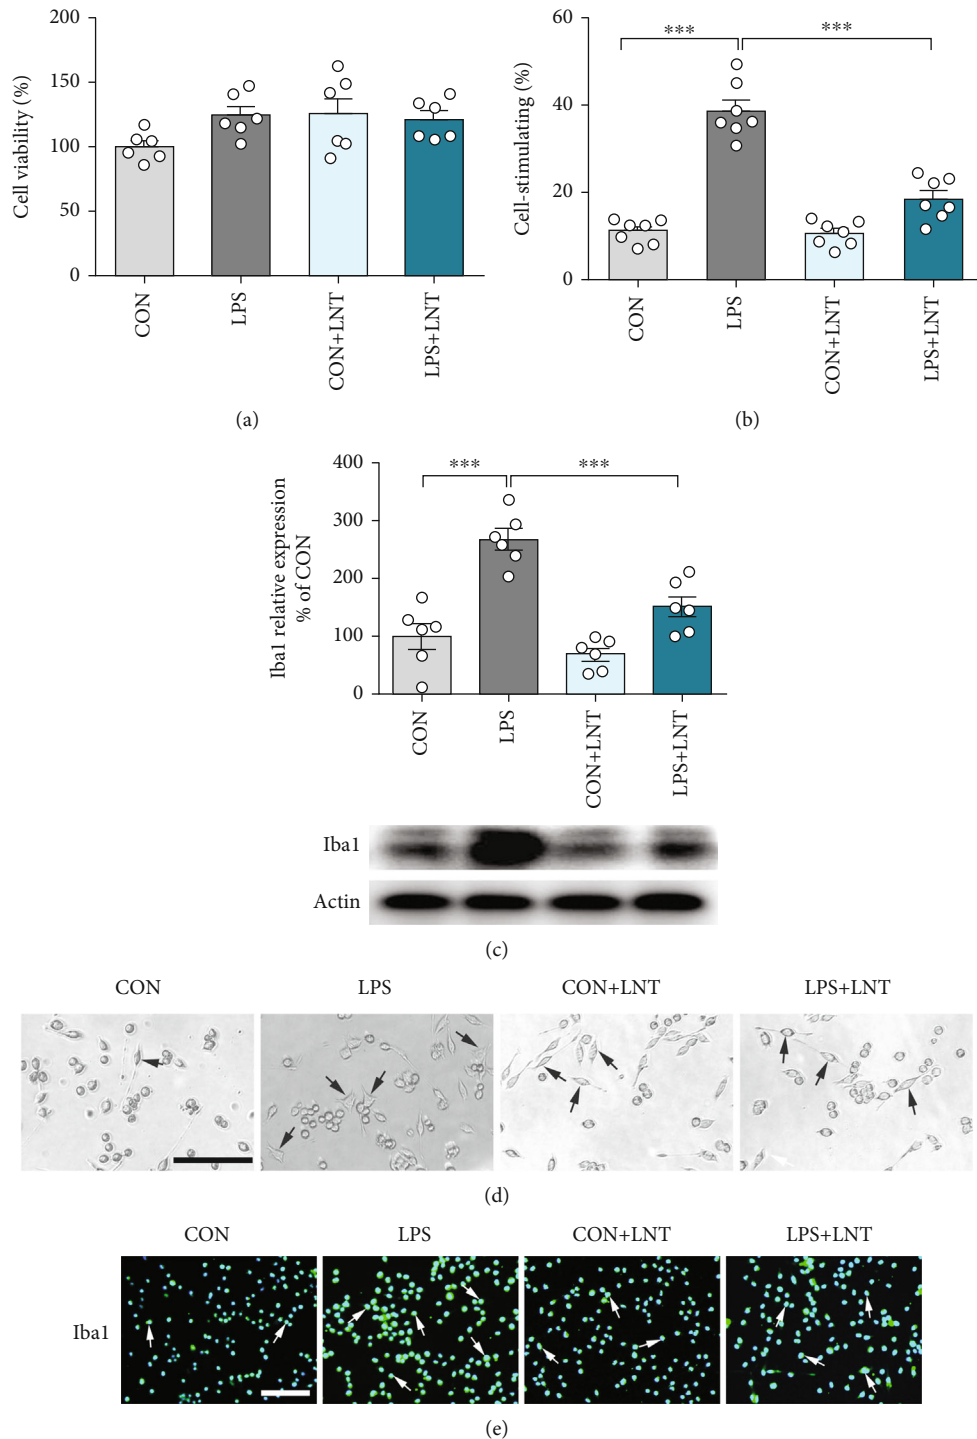 200
150
100
50
0
Cell viability (%)
CON
LPS
CON+LNT
LPS+LNT
(a)
60
40
20
0
Cell-stimulating (%)
***
***
CON
LPS
CON+LNT
LPS+LNT
(b)
400
300
200
100
0
Iba1 relative expression
% of CON
***
***
CON
LPS
CON+LNT
LPS+LNT
Iba1
Actin
(c)
CON
LPS
CON+LNT
LPS+LNT
(d)
CON
LPS
CON+LNT
LPS+LNT
Iba1
(e)